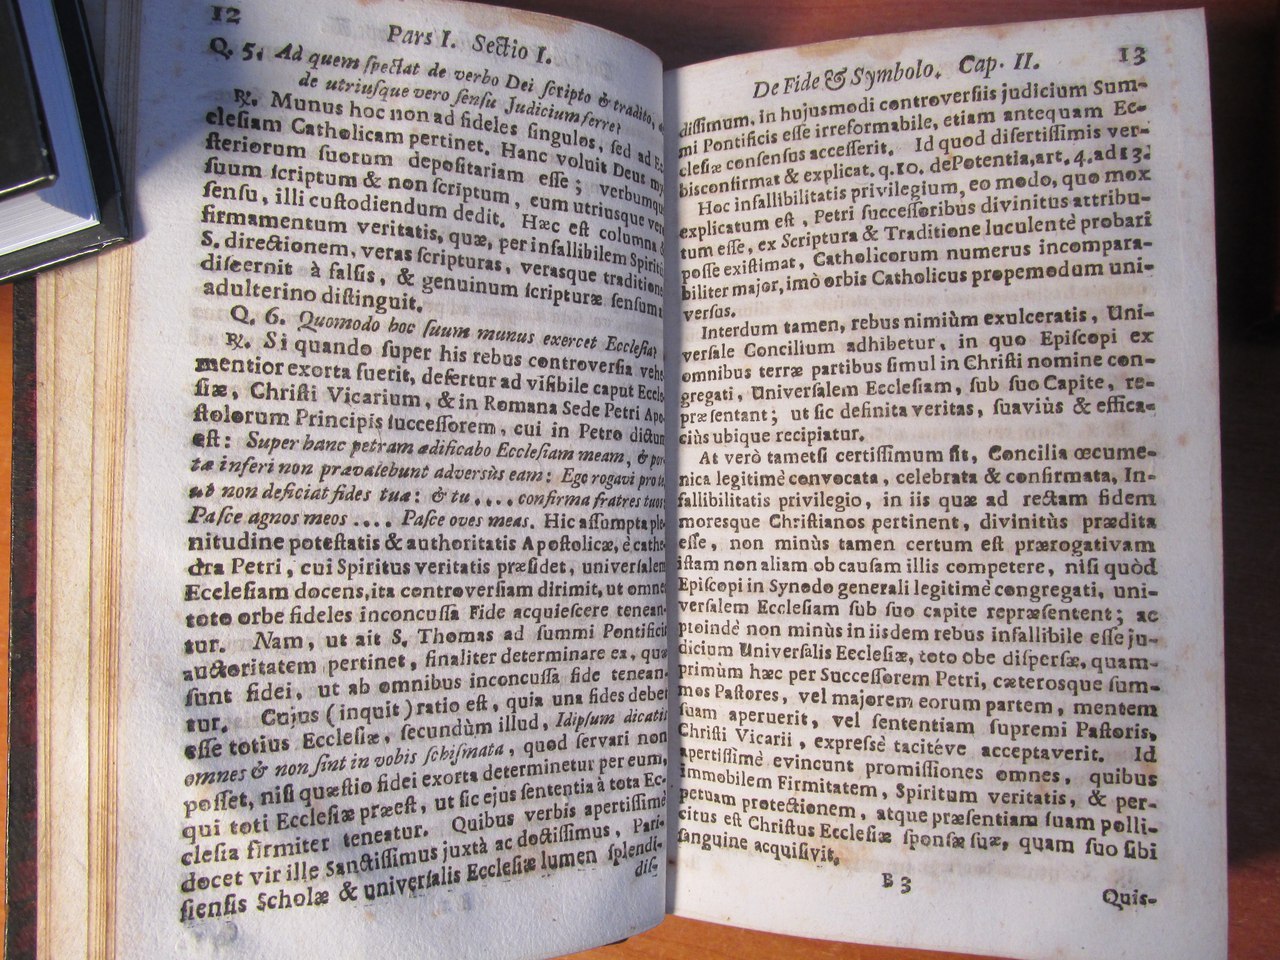 12
Pars I. Sectio I.
Q. 5. Ad quem spectat de verbo Dei scripto & tradito,
de utriusque vero sensu Judicium ferre?
℞. Munus hoc non ad fideles singulos, sed ad Ec-
clesiam Catholicam pertinet. Hanc voluit Deus my-
steriorum suorum depositariam esse; verbumque
suum scriptum & non scriptum, cum utriusque vero
sensu, illi custodiendum dedit. Hæc est columna &
firmamentum veritatis, quæ, per infallibilem Spiritûs
S. directionem, veras scripturas, verasque traditiones
discernit à falsis, & genuinum scripturæ sensum
adulterino distinguit.
Q. 6. Quomodo hoc suum munus exercet Ecclesia?
℞. Si quando super his rebus controversia vehe-
mentior exorta fuerit, defertur ad visibile caput Eccle-
siæ, Christi Vicarium, & in Romana Sede Petri Apo-
stolorum Principis successorem, cui in Petro dictum
est: Super hanc petram ædificabo Ecclesiam meam, & por-
tæ inferi non prævalebunt adversùs eam: Ego rogavi pro te
ut non deficiat fides tua: & tu .... confirma fratres tuos
Pasce agnos meos .... Pasce oves meas. Hic assumpta ple-
nitudine potestatis & authoritatis Apostolicæ, è cathe-
dra Petri, cui Spiritus veritatis præsidet, universalem
Ecclesiam docens, ita controversiam dirimit, ut omnes
toto orbe fideles inconcussa Fide acquiescere tenean-
tur. Nam, ut ait S. Thomas ad summi Pontificis
auctoritatem pertinet, finaliter determinare ea, quæ
sunt fidei, ut ab omnibus inconcussa fide tenean-
tur. Cujus (inquit) ratio est, quia una fides debet
esse totius Ecclesiæ, secundùm illud, Idipsum dicatis
omnes & non sint in vobis schismata, quod servari non
posset, nisi quæstio fidei exorta determinetur per eum,
qui toti Ecclesiæ præest, ut sic ejus sententia à tota Ec-
clesia firmiter teneatur. Quibus verbis apertissimè
docet vir ille Sanctissimus juxtà ac doctissimus, Pari-
siensis Scholæ & universalis Ecclesiæ lumen splendi-
dis-
De Fide & Symbolo. Cap. II.
13
dissimum. In hujusmodi controversiis judicium Sum-
mi Pontificis esse irreformabile, etiam antequam Ec-
clesiæ consensus accesserit. Id quod disertissimis ver-
bis confirmat & explicat. q. 10. de Potentia, art. 4. ad 13.
Hoc infallibilitatis privilegium, eo modo, quo mox
explicatum est, Petri successoribus divinitus attribu-
tum esse, ex Scriptura & Traditione luculentè probari
posse existimat, Catholicorum numerus incompara-
biliter major, imò orbis Catholicus propemodum uni-
versus.
Interdum tamen, rebus nimiùm exulceratis, Uni-
versale Concilium adhibetur, in quo Episcopi ex
omnibus terræ partibus simul in Christi nomine con-
gregati, Universalem Ecclesiam, sub suo Capite, re-
præsentant; ut sic definita veritas, suaviùs & effica-
ciùs ubique recipiatur.
At verò tametsi certissimum sit, Concilia œcume-
nica legitimè convocata, celebrata & confirmata, In-
fallibilitatis privilegio, in iis quæ ad rectam fidem
moresque Christianos pertinent, divinitùs prædita
esse, non minùs tamen certum est prærogativam
istam non aliam ob causam illis competere, nisi quòd
Episcopi in Synodo generali legitimè congregati, uni-
versalem Ecclesiam sub suo capite repræsentent; ac
proindè non minùs in iisdem rebus infallibile esse ju-
dicium Universalis Ecclesiæ, toto obe dispersæ, quam-
primùm hæc per Successorem Petri, cæterosque sum-
mos Pastores, vel majorem eorum partem, mentem
suam aperuerit, vel sententiam supremi Pastoris,
Christi Vicarii, expressè tacitéve acceptaverit. Id
apertissimè evincunt promissiones omnes, quibus
immobilem Firmitatem, Spiritum veritatis, & per-
petuam protectionem, atque præsentiam suam polli-
citus est Christus Ecclesiæ sponsæ suæ, quam suo sibi
sanguine acquisivit.
B 3
Quis-